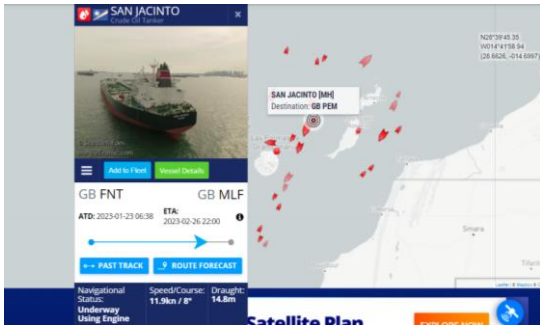 SAN JACINTO
Crude Oil Tanker
×
N28°39'45.35
W014°41'58.94
(28.6626, -014.6997)
SAN JACINTO [MH]
Destination: GB PEM
Add to Fleet
Vessel Details
GB FNT
GB MLF
ATD: 2023-01-23 06:38
ETA:
2023-02-26 22:00
PAST TRACK
ROUTE FORECAST
Navigational
Status:
Underway
Using Engine
Speed/Course:
11.9kn / 8°
Draught:
14.8m
Smara
Satellite Plan
EXPLORE NOW